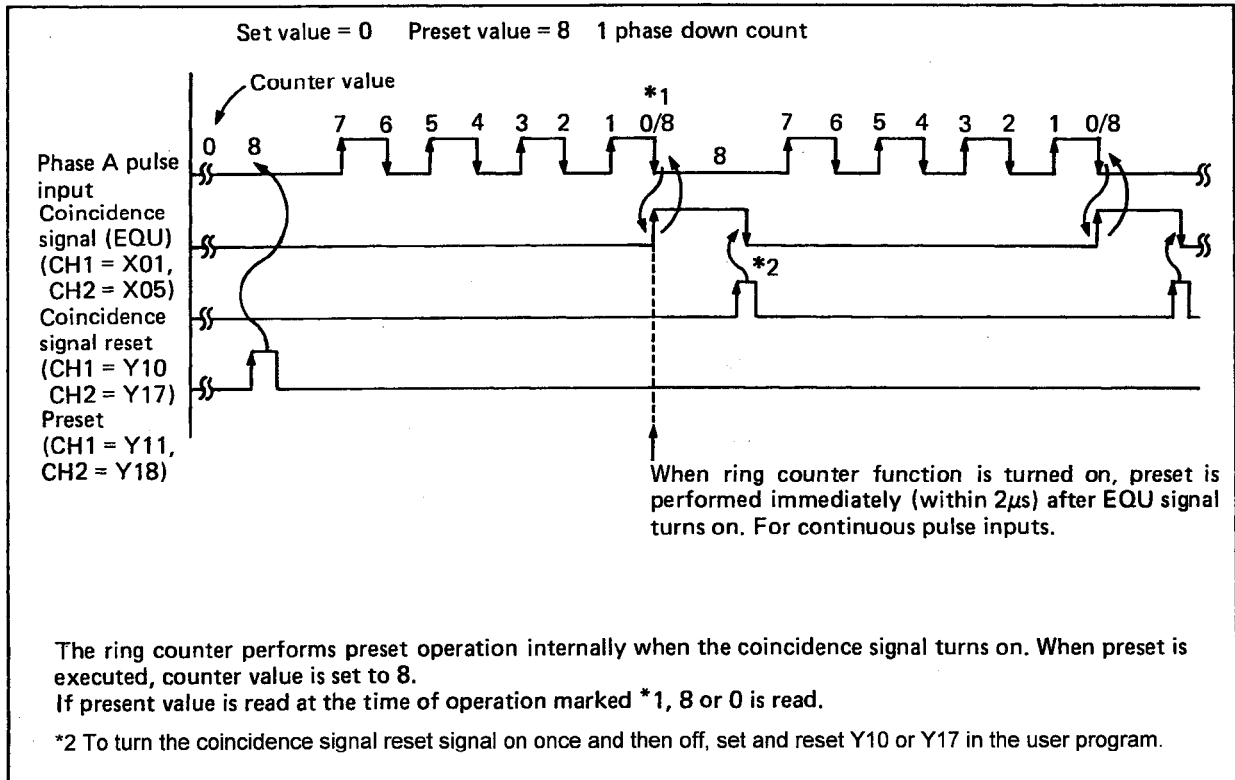 Set value = 0 Preset value = 8 1 phase down count
Counter value
*1
0 8 7 6 5 4 3 2 1 0/8 8 7 6 5 4 3 2 1 0/8
Phase A pulse
input
Coincidence
signal (EQU)
(CH1 = X01,
CH2 = X05)
*2
Coincidence
signal reset
(CH1 = Y10
CH2 = Y17)
Preset
(CH1 = Y11,
CH2 = Y18)
When ring counter function is turned on, preset is
performed immediately (within 2µs) after EQU signal
turns on. For continuous pulse inputs.
The ring counter performs preset operation internally when the coincidence signal turns on. When preset is
executed, counter value is set to 8.
If present value is read at the time of operation marked *1, 8 or 0 is read.
*2 To turn the coincidence signal reset signal on once and then off, set and reset Y10 or Y17 in the user program.